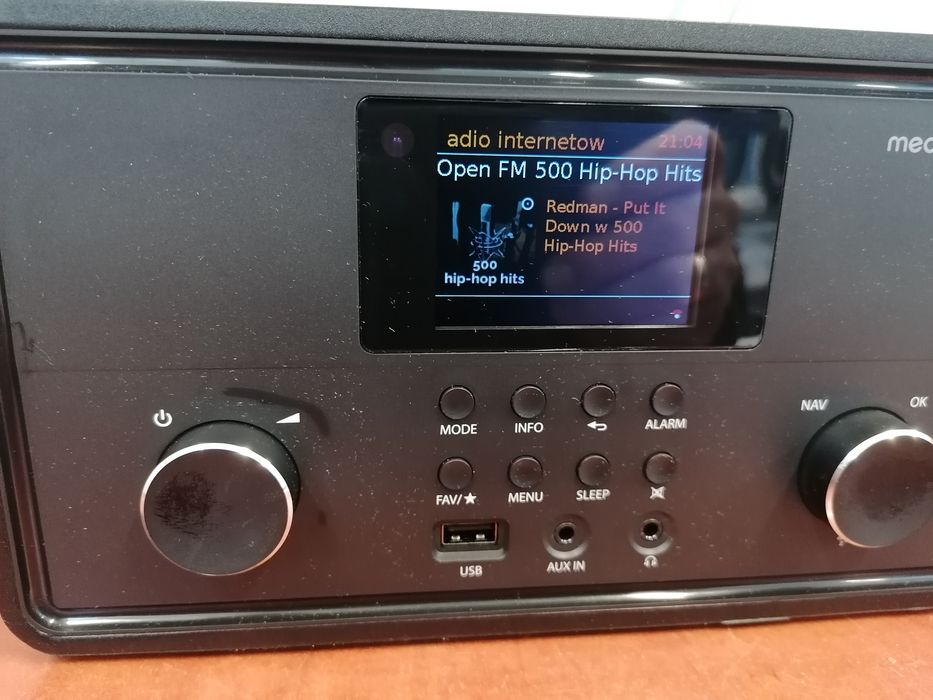 adio internetow 21:04
Open FM 500 Hip-Hop Hits
Redman - Put It
Down w 500
Hip-Hop Hits
500
hip-hop hits
MODE INFO ALARM
FAV/★ MENU SLEEP
USB AUX IN
NAV OK